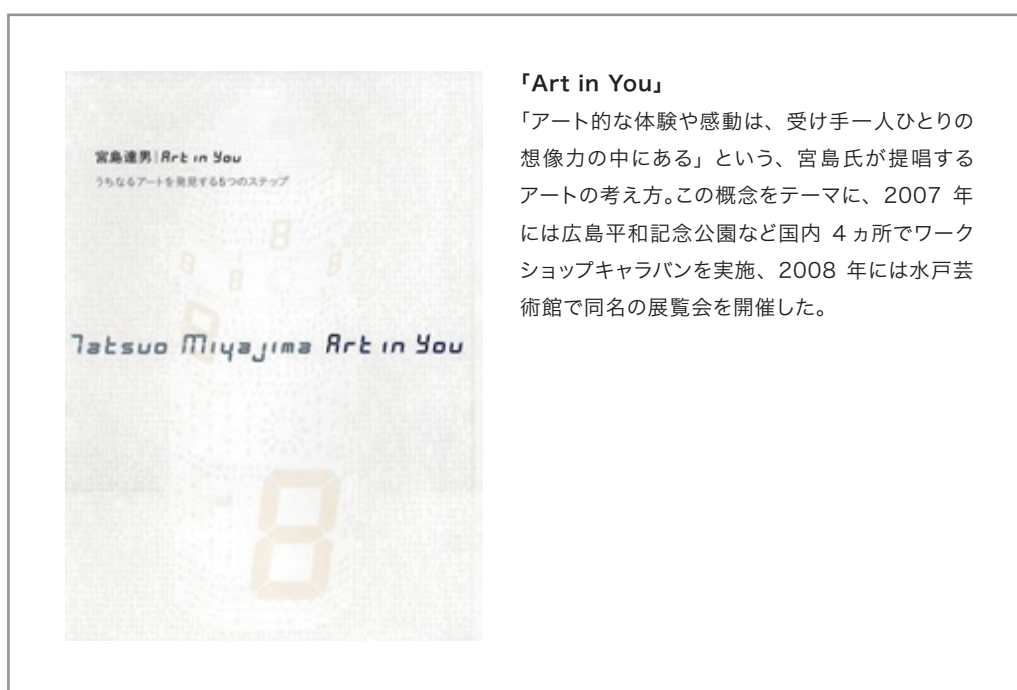 宮島達男|Art in You
うちなるアートを発見する5つのステップ
Tatsuo Miyajima Art in You
「Art in You」
「アート的な体験や感動は、受け手一人ひとりの
想像力の中にある」という、宮島氏が提唱する
アートの考え方。この概念をテーマに、2007 年
には広島平和記念公園など国内 4ヵ所でワーク
ショップキャラバンを実施、2008 年には水戸芸
術館で同名の展覧会を開催した。
8
8
8
8
8
8